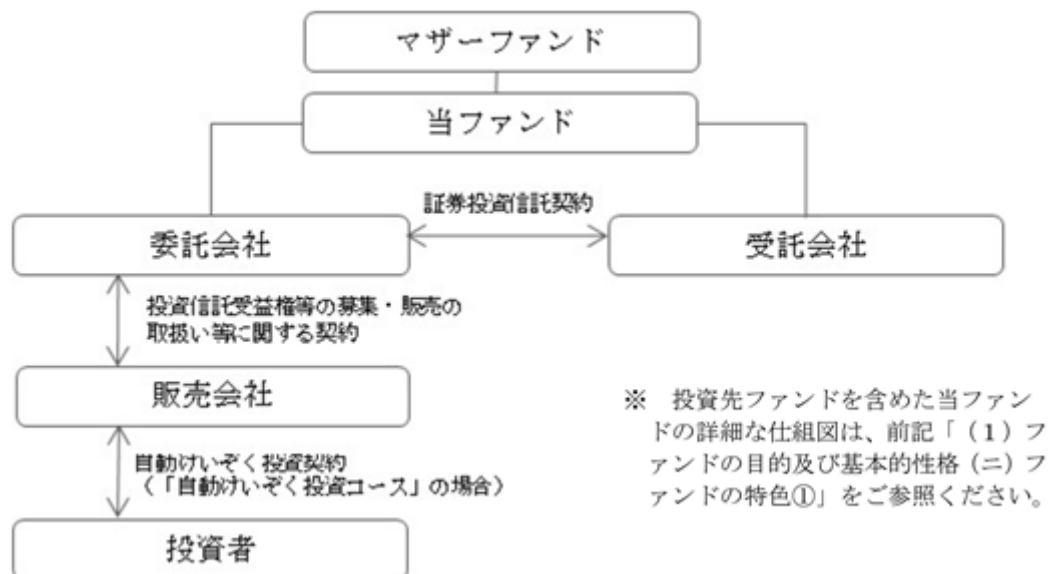 マザーファンド
当ファンド
証券投資信託契約
委託会社
受託会社
投資信託受益権等の募集・販売の
取扱い等に関する契約
販売会社
※ 投資先ファンドを含めた当ファン
ドの詳細な仕組図は、前記「(1)フ
ァンドの目的及び基本的性格(ニ)フ
ァンドの特色①」をご参照ください。
自動けいぞく投資契約
(「自動けいぞく投資コース」の場合)
投資者